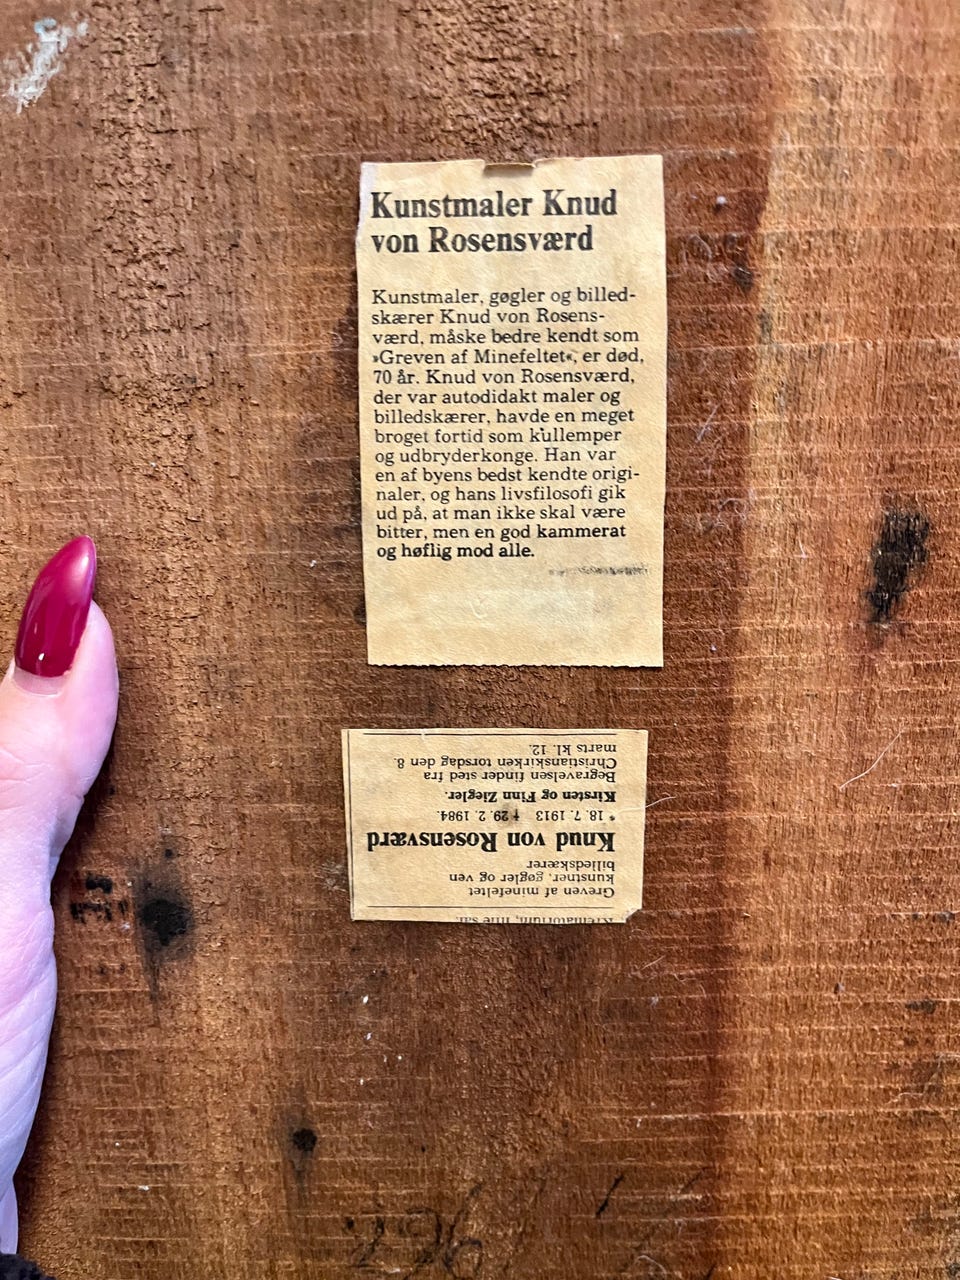 Kunstmaler Knud
von Rosensværd
Kunstmaler, gøgler og billed-
skærer Knud von Rosens-
værd, måske bedre kendt som
»Greven af Minefeltet«, er død,
70 år. Knud von Rosensværd,
der var autodidakt maler og
billedskærer, havde en meget
broget fortid som kullemper
og udbryderkonge. Han var
en af byens bedst kendte origi-
naler, og hans livsfilosofi gik
ud på, at man ikke skal være
bitter, men en god kammerat
og høflig mod alle.
Krematorium, lille sal.
Greven af minefeltet
kunstner, gøgler og ven
billedskærer
Knud von Rosensværd
* 18. 7. 1913 † 29. 2. 1984.
Kirsten og Finn Ziegler.
Begravelsen finder sted fra
Christianskirken torsdag den 8.
marts kl. 12.